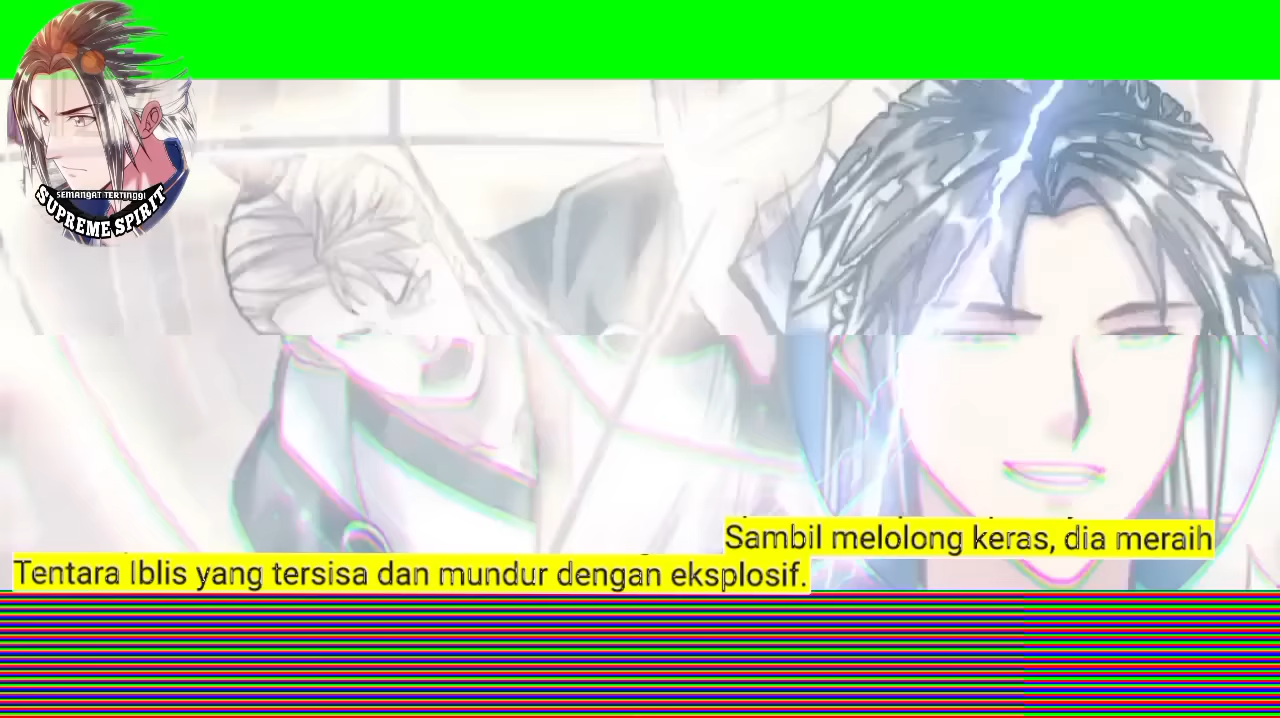 SEMANGAT TERTINGGI
SUPREME SPIRIT
Sambil melolong keras, dia meraih
Tentara Iblis yang tersisa dan mundur dengan eksplosif.